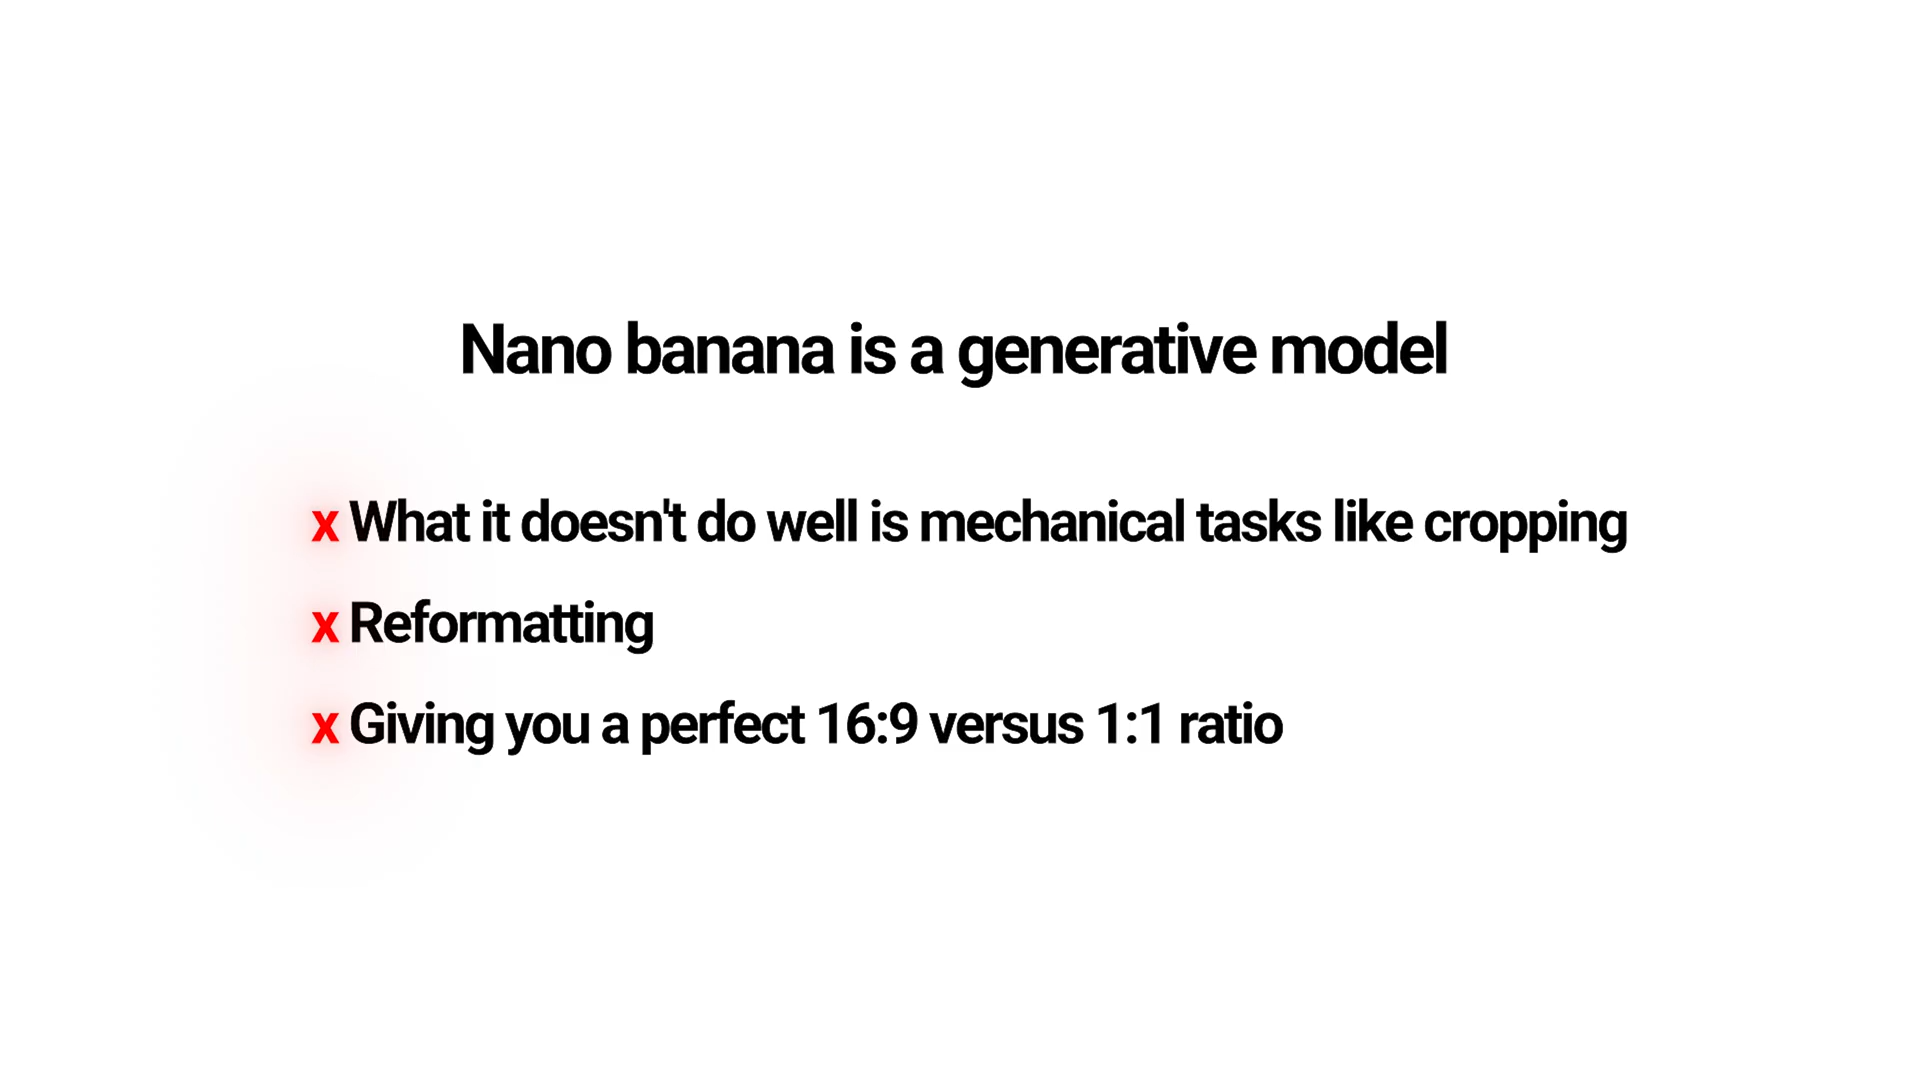 Nano banana is a generative model
x What it doesn't do well is mechanical tasks like cropping
x Reformatting
x Giving you a perfect 16:9 versus 1:1 ratio